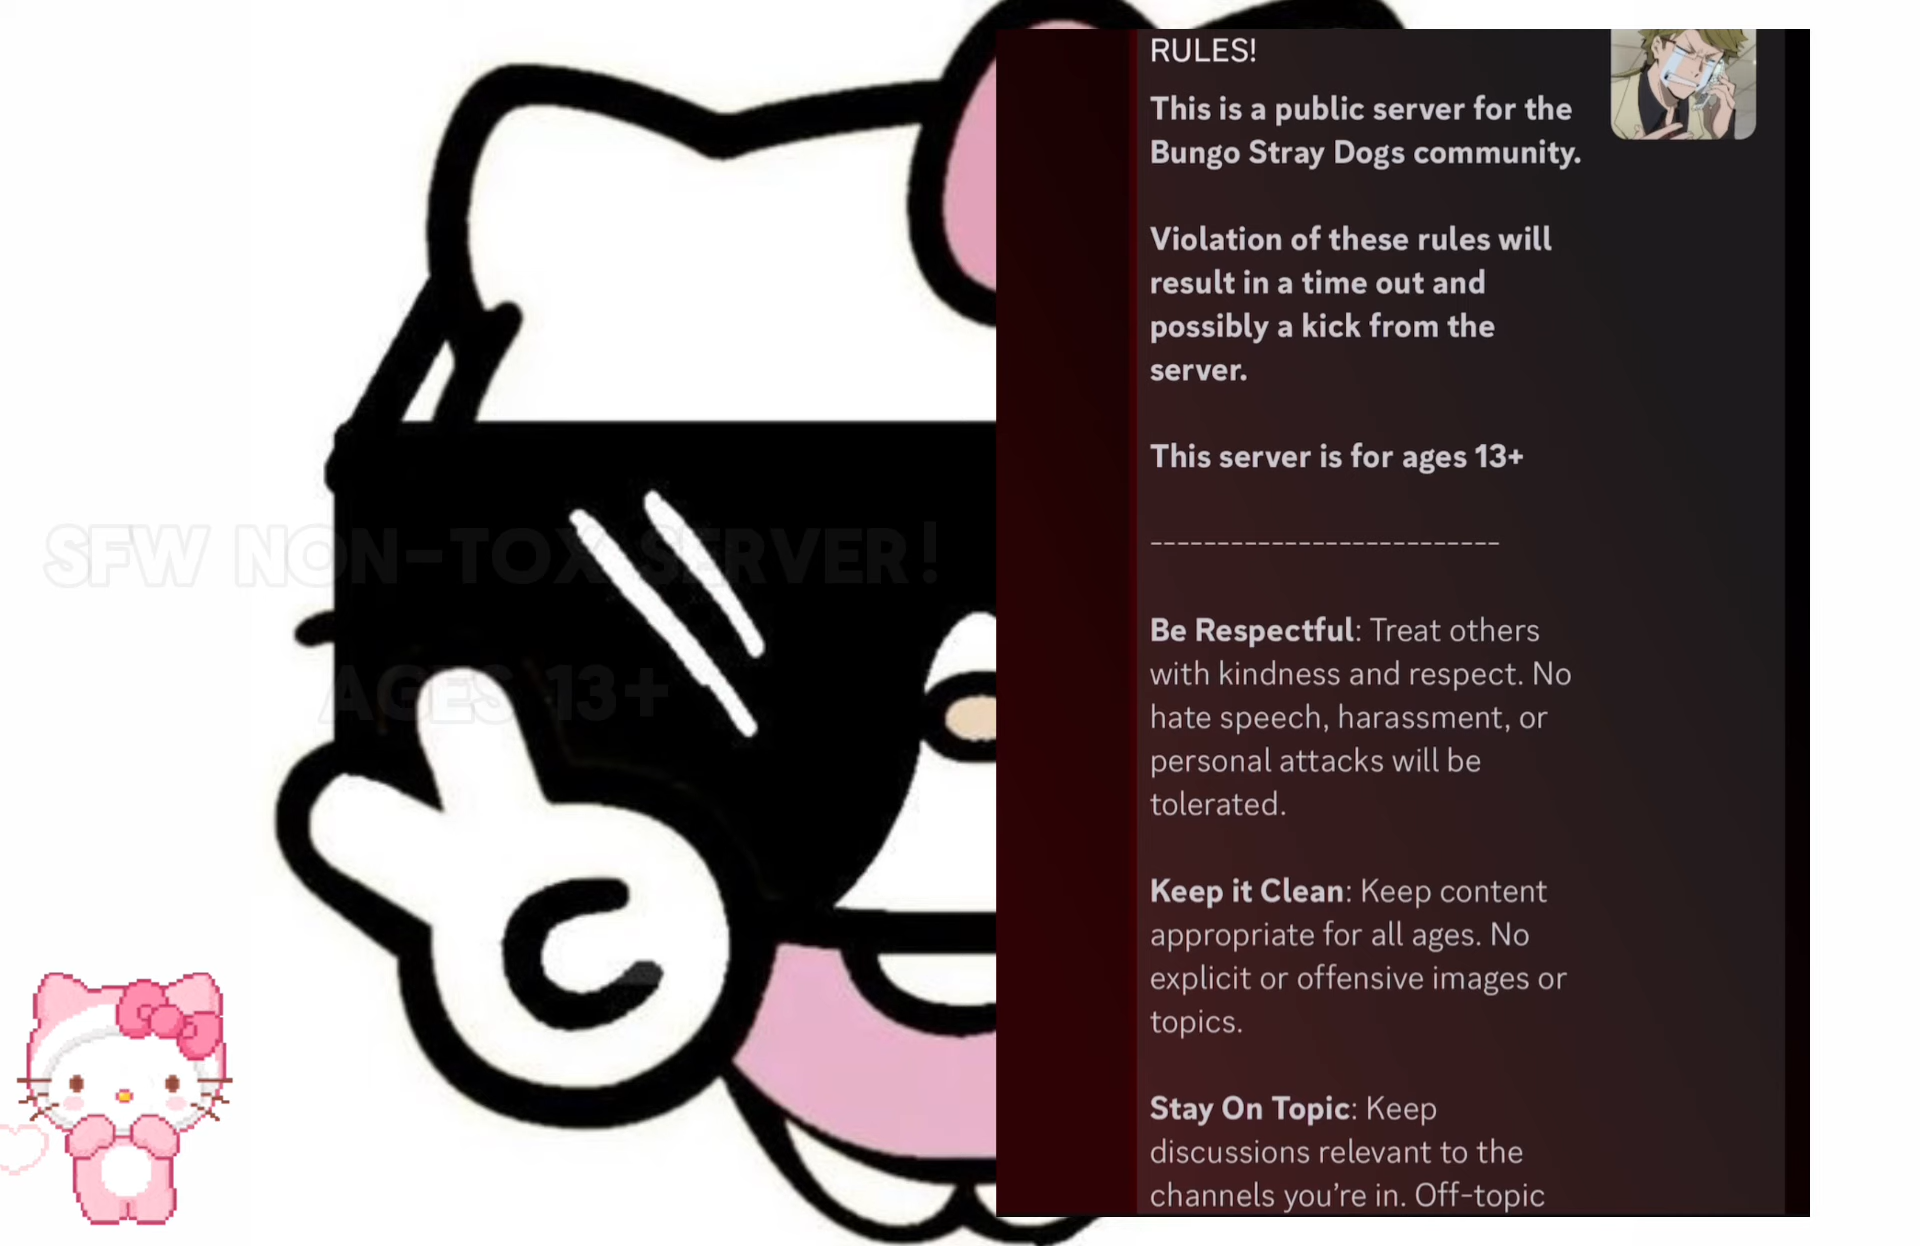 SFW NON-TOX SERVER!
AGES 13+
RULES!
This is a public server for the
Bungo Stray Dogs community.
Violation of these rules will
result in a time out and
possibly a kick from the
server.
This server is for ages 13+
--------------------------
Be Respectful: Treat others
with kindness and respect. No
hate speech, harassment, or
personal attacks will be
tolerated.
Keep it Clean: Keep content
appropriate for all ages. No
explicit or offensive images or
topics.
Stay On Topic: Keep
discussions relevant to the
channels you're in. Off-topic